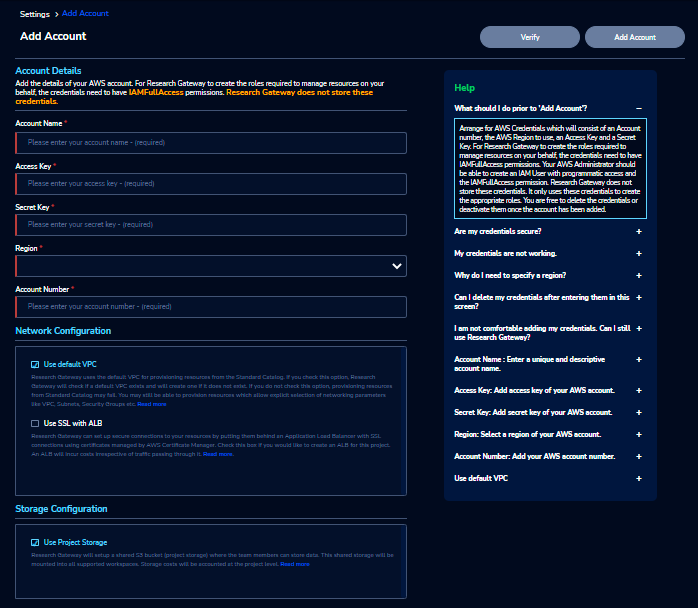 Settings > Add Account
Add Account
Verify
Add Account
Account Details
Add the details of your AWS account. For Research Gateway to create the roles required to manage resources on your
behalf, the credentials need to have IAMFullAccess permissions. Research Gateway does not store these
credentials.
Account Name *
Please enter your account name - (required)
Access Key *
Please enter your access key - (required)
Secret Key *
Please enter your secret key - (required)
Region *
Account Number *
Please enter your account number - (required)
Network Configuration
Use default VPC
Research Gateway uses the default VPC for provisioning resources from the Standard Catalog. If you check this option, Research
Gateway will check if a default VPC exists and will create one if it does not exist. If you do not check this option, provisioning resources
from Standard Catalog may fail. You may still be able to provision resources which allow explicit selection of networking parameters
like VPC, Subnets, Security Groups etc. Read more
Use SSL with ALB
Research Gateway can set up secure connections to your resources by putting them behind an Application Load Balancer with SSL
connections using certificates managed by AWS Certificate Manager. Check this box if you would like to create an ALB for this project.
An ALB will incur costs irrespective of traffic passing through it. Read more.
Storage Configuration
Use Project Storage
Research Gateway will setup a shared S3 bucket (project storage) where the team members can store data. This shared storage will be
mounted into all supported workspaces. Storage costs will be accounted at the project level. Read more
Help
What should I do prior to 'Add Account'? −
Arrange for AWS Credentials which will consist of an Account
number, the AWS Region to use, an Access Key and a Secret
Key. For Research Gateway to create the roles required to
manage resources on your behalf, the credentials need to have
IAMFullAccess permissions. Your AWS Administrator should
be able to create an IAM User with programmatic access and
the IAMFullAccess permission. Research Gateway does not
store these credentials. It only uses these credentials to create
the appropriate roles. You are free to delete the credentials or
deactivate them once the account has been added.
Are my credentials secure? +
My credentials are not working. +
Why do I need to specify a region? +
Can I delete my credentials after entering them in this +
screen?
I am not comfortable adding my credentials. Can I still +
use Research Gateway?
Account Name : Enter a unique and descriptive +
account name.
Access Key: Add access key of your AWS account. +
Secret Key: Add secret key of your AWS account. +
Region: Select a region of your AWS account. +
Account Number: Add your AWS account number. +
Use default VPC +